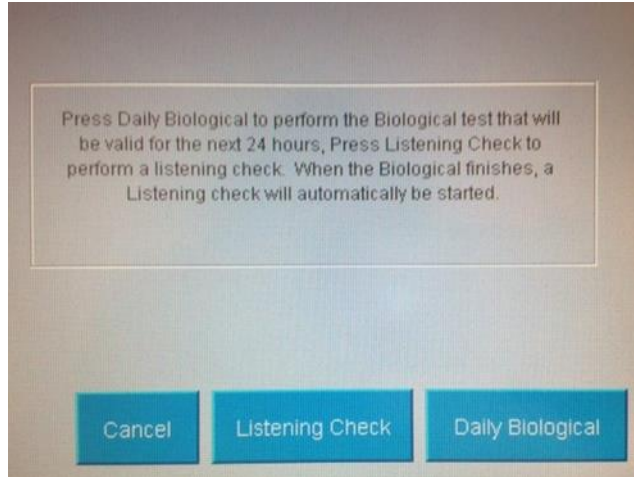 Press Daily Biological to perform the Biological test that will
be valid for the next 24 hours, Press Listening Check to
perform a listening check. When the Biological finishes, a
Listening check will automatically be started.
Cancel
Listening Check
Daily Biological